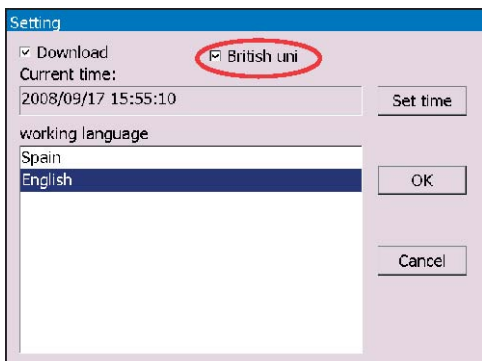 Setting
Download
British uni
Current time:
2008/09/17 15:55:10
Set time
working language
Spain
English
OK
Cancel